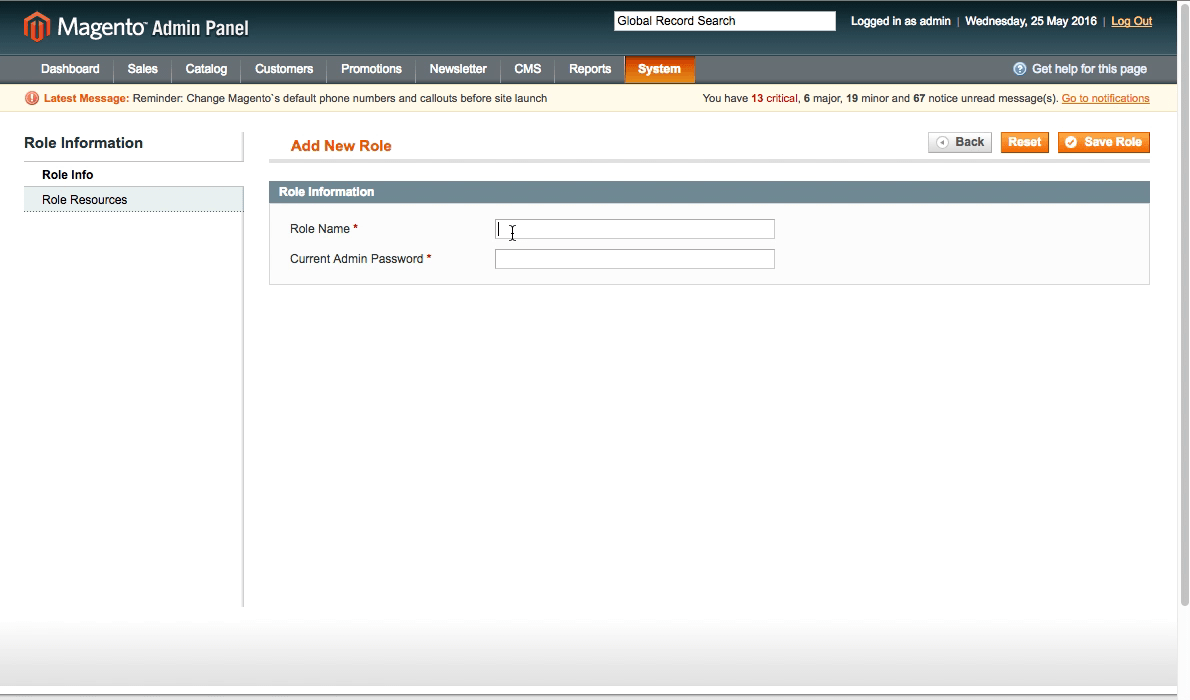 Magento Admin Panel
Global Record Search
Logged in as admin | Wednesday, 25 May 2016 | Log Out
Dashboard Sales Catalog Customers Promotions Newsletter CMS Reports System Get help for this page
Latest Message: Reminder: Change Magento`s default phone numbers and callouts before site launch
You have 13 critical, 6 major, 19 minor and 67 notice unread message(s). Go to notifications
Role Information
Role Info
Role Resources
Add New Role
Back Reset Save Role
Role Information
Role Name *
Current Admin Password *